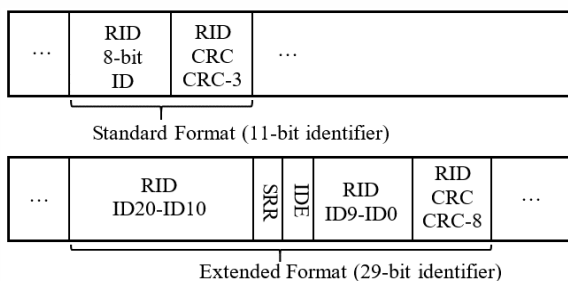 ...
RID
8-bit
ID
RID
CRC
CRC-3
...
Standard Format (11-bit identifier)
...
RID
ID20-ID10
SRR
IDE
RID
ID9-ID0
RID
CRC
CRC-8
...
Extended Format (29-bit identifier)